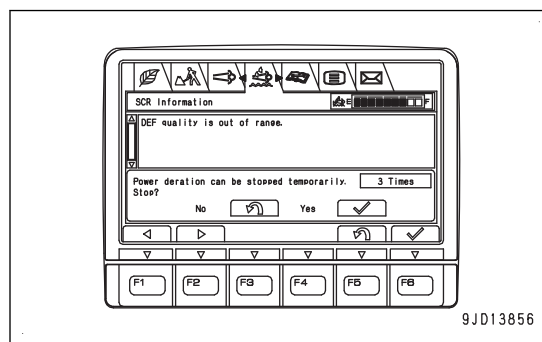 SCR Information E F
DEF quality is out of range.
Power deration can be stopped temporarily. 3 Times
Stop?
No Yes
F1 F2 F3 F4 F5 F6
9JD13856